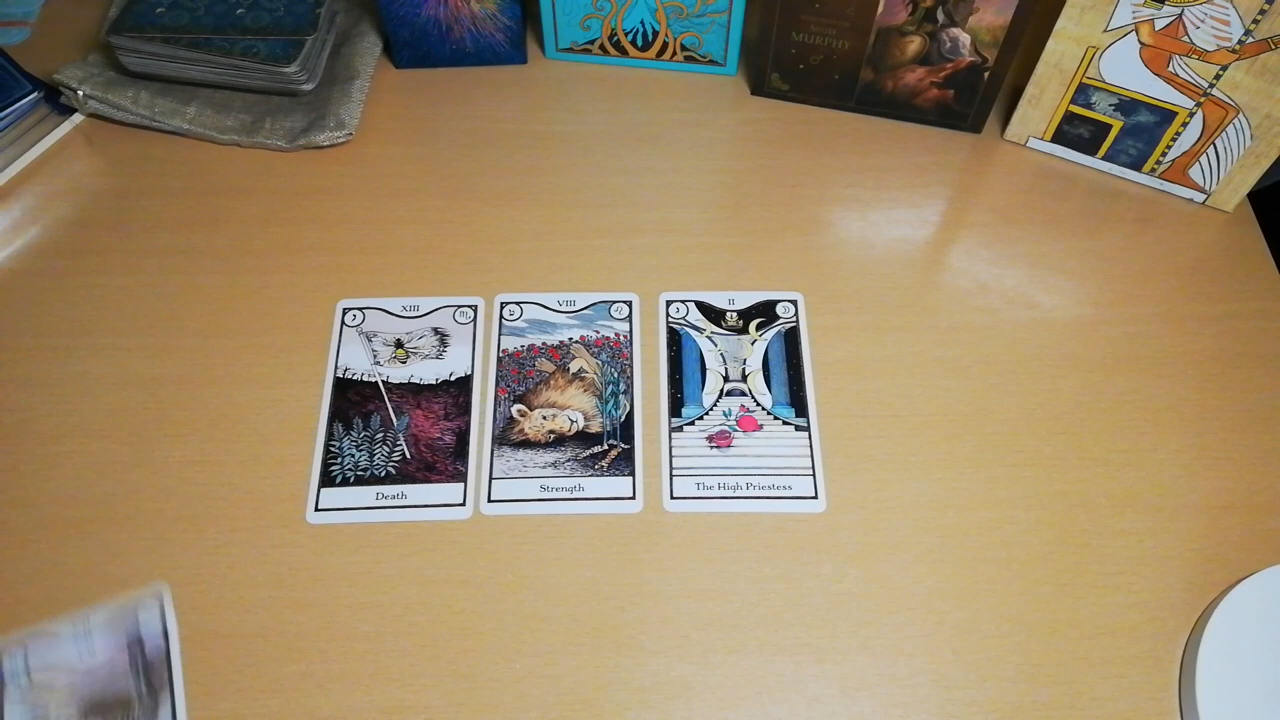 MURPHY
XIII
Death
VIII
Strength
II
The High Priestess